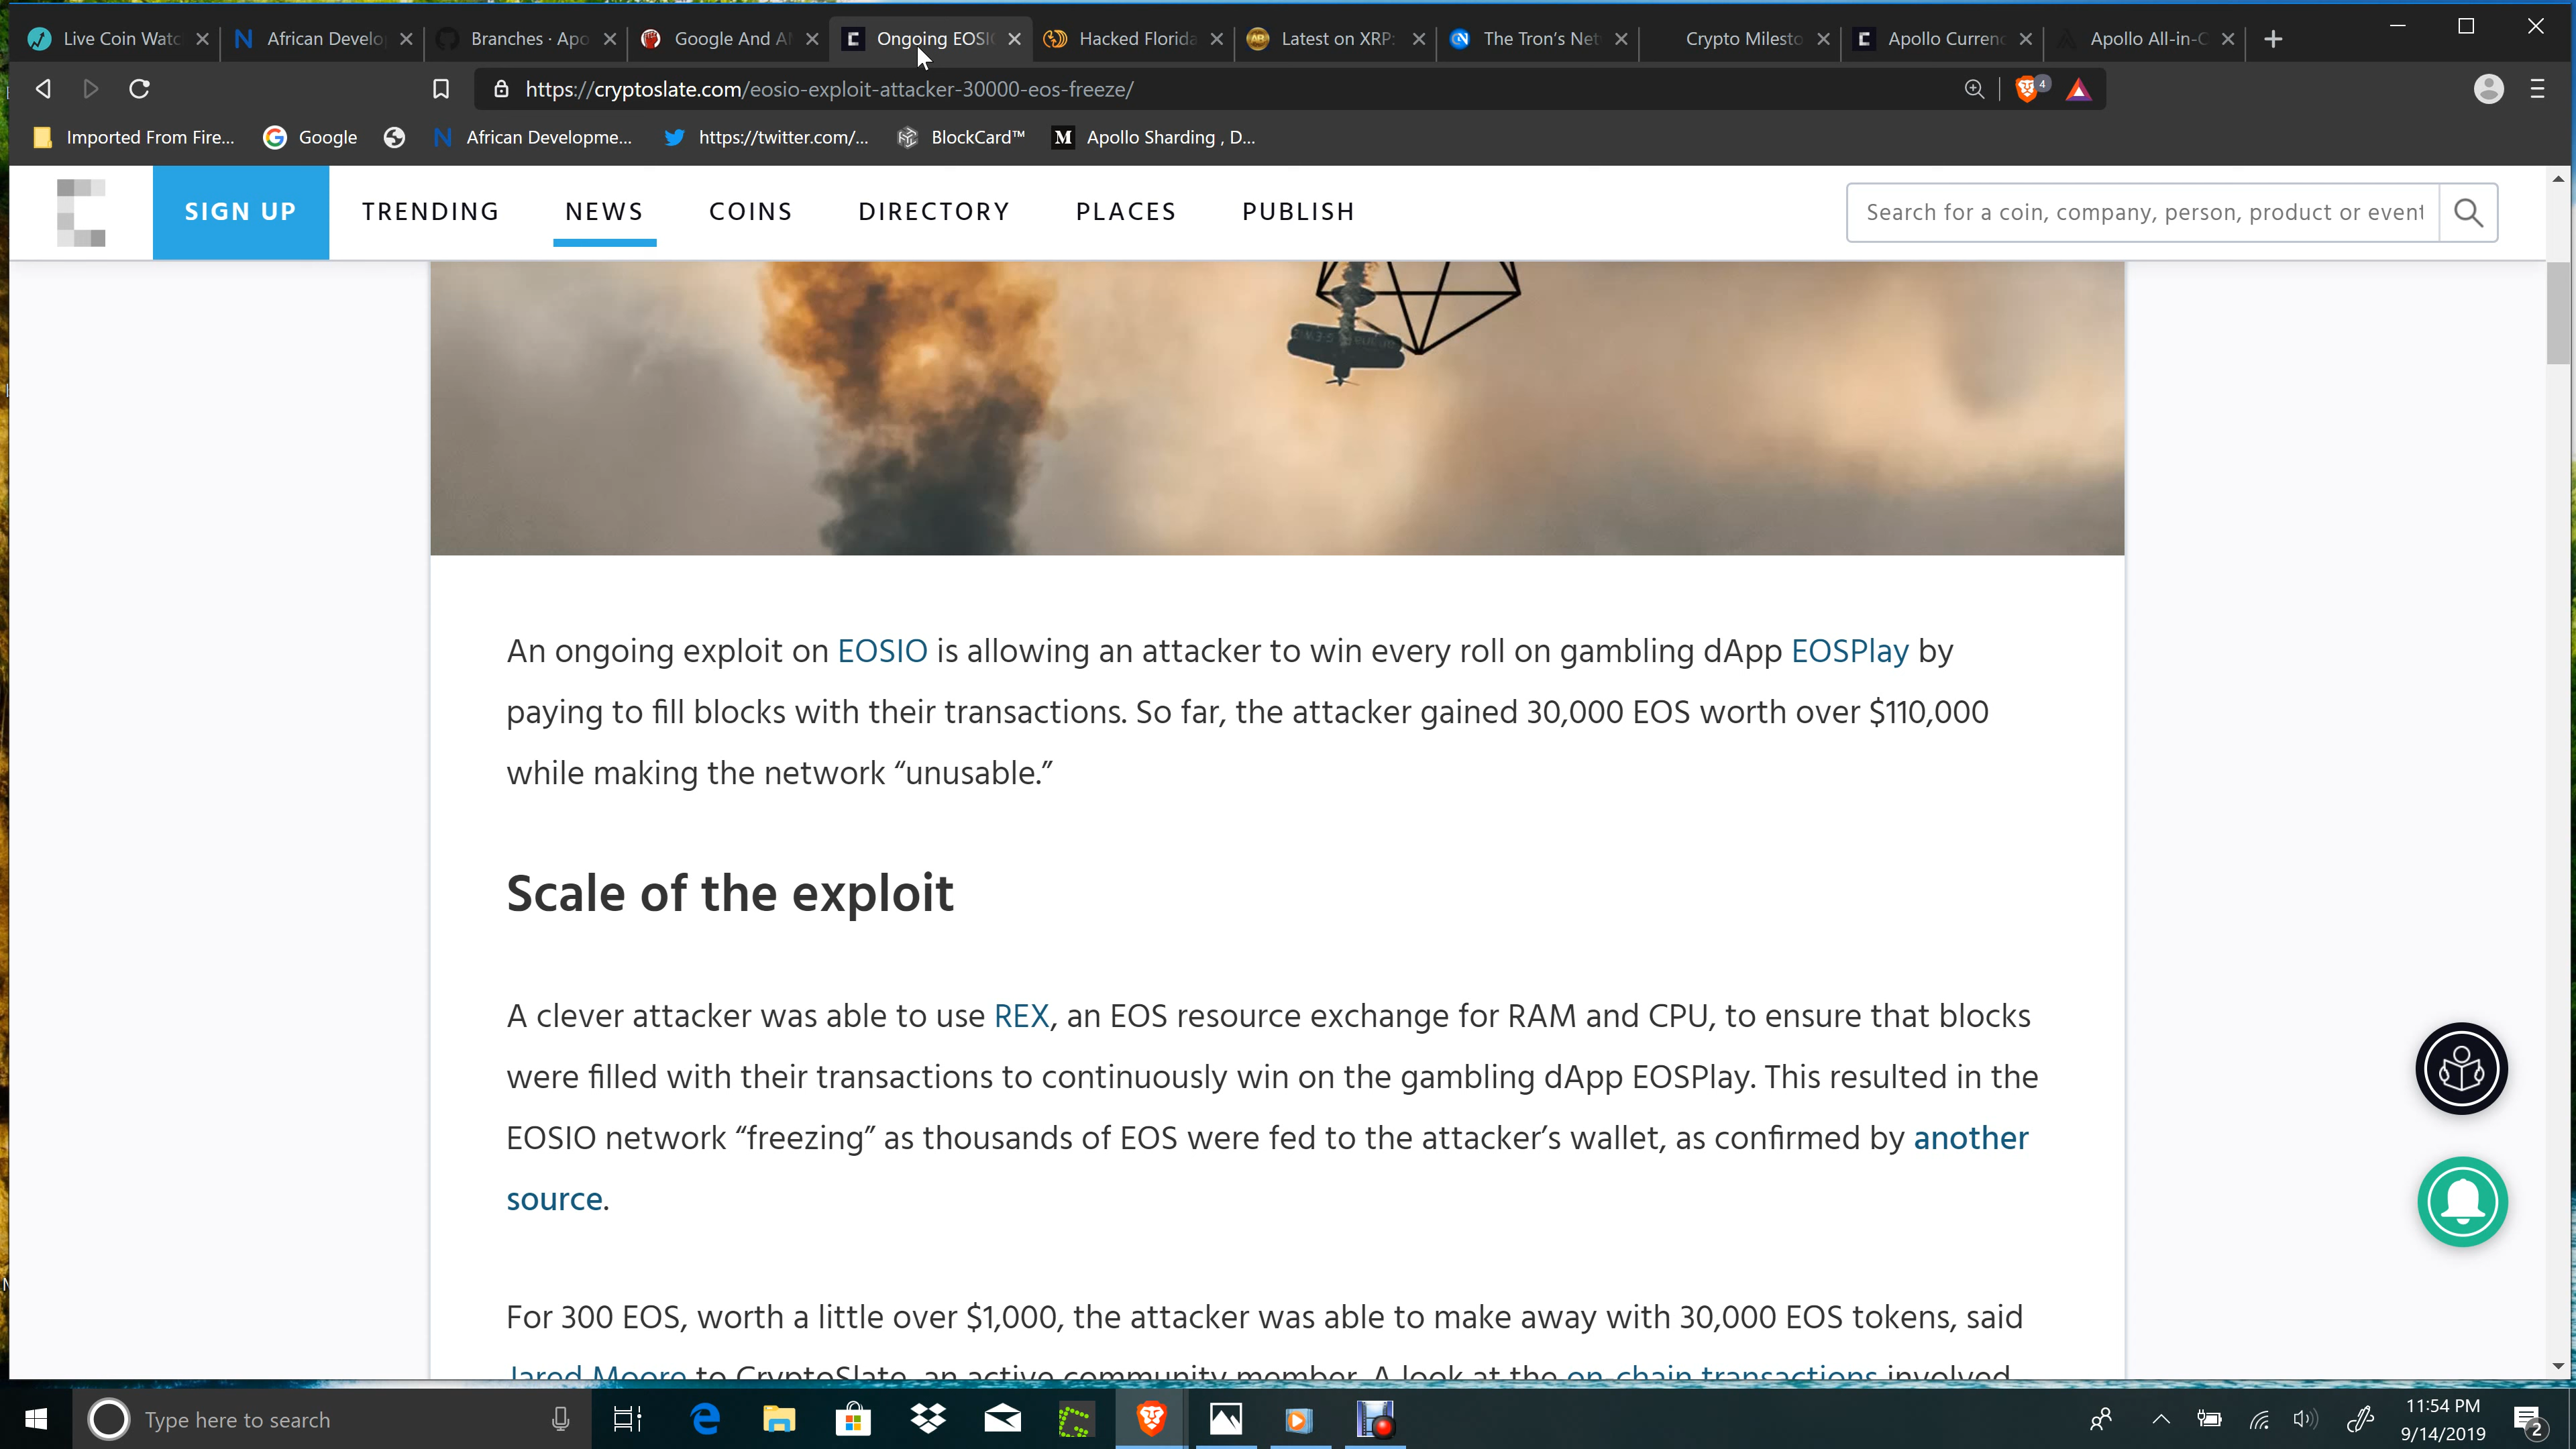 Live Coin Watc
African Develo
Branches · Apo
Google And A
Ongoing EOSI
Hacked Florida
Latest on XRP:
The Tron's Net
Crypto Milesto
Apollo Currenc
Apollo All-in-C
https://cryptoslate.com/eosio-exploit-attacker-30000-eos-freeze/
4
Imported From Fire...
Google
African Developme...
https://twitter.com/...
BlockCard™
Apollo Sharding , D...
SIGN UP
TRENDING
NEWS
COINS
DIRECTORY
PLACES
PUBLISH
Search for a coin, company, person, product or event
An ongoing exploit on EOSIO is allowing an attacker to win every roll on gambling dApp EOSPlay by
paying to fill blocks with their transactions. So far, the attacker gained 30,000 EOS worth over $110,000
while making the network “unusable.”
Scale of the exploit
A clever attacker was able to use REX, an EOS resource exchange for RAM and CPU, to ensure that blocks
were filled with their transactions to continuously win on the gambling dApp EOSPlay. This resulted in the
EOSIO network “freezing” as thousands of EOS were fed to the attacker’s wallet, as confirmed by another
source.
For 300 EOS, worth a little over $1,000, the attacker was able to make away with 30,000 EOS tokens, said
Jared Moore to CryptoSlate, an active community member. A look at the on-chain transactions involved
Type here to search
11:54 PM
9/14/2019
2